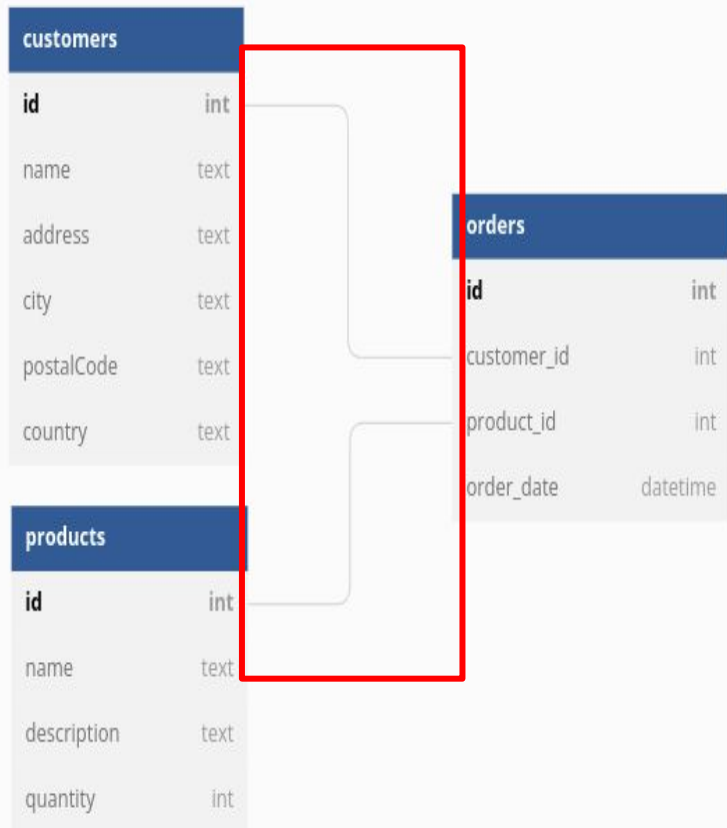 customers
id int
name text
address text
city text
postalCode text
country text
orders
id int
customer_id int
product_id int
order_date datetime
products
id int
name text
description text
quantity int